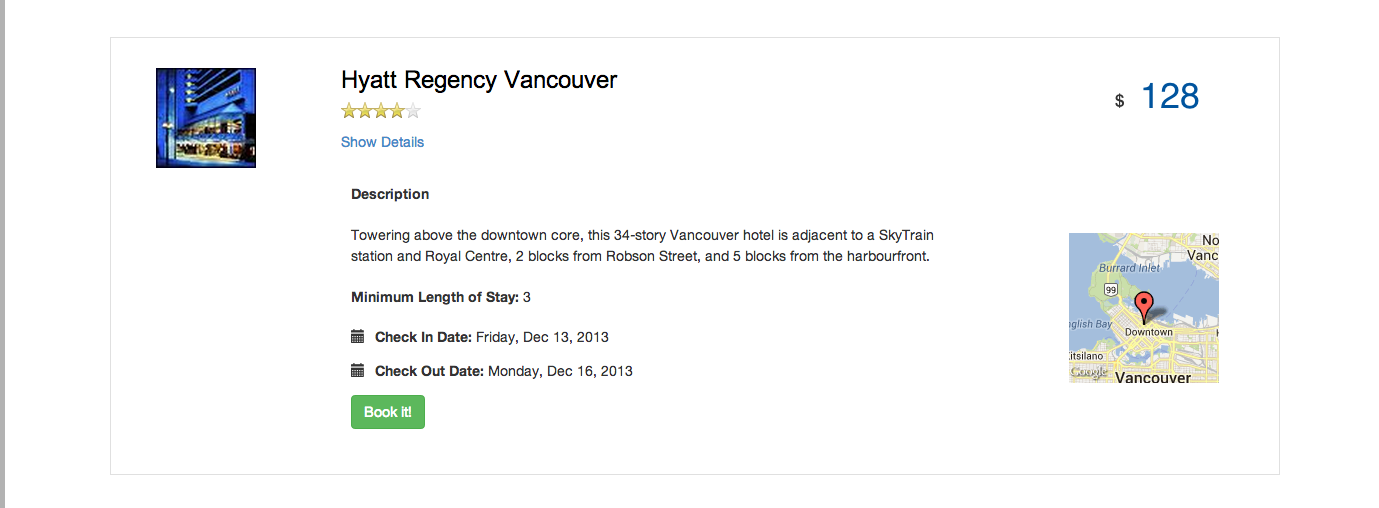 Hyatt Regency Vancouver
$ 128
Show Details
Description
Towering above the downtown core, this 34-story Vancouver hotel is adjacent to a SkyTrain
station and Royal Centre, 2 blocks from Robson Street, and 5 blocks from the harbourfront.
Minimum Length of Stay: 3
Check In Date: Friday, Dec 13, 2013
Check Out Date: Monday, Dec 16, 2013
Book it!
No
Vanc
Burrard Inlet
99
nglish Bay
Downtown
Kitsilano
Google
Vancouver